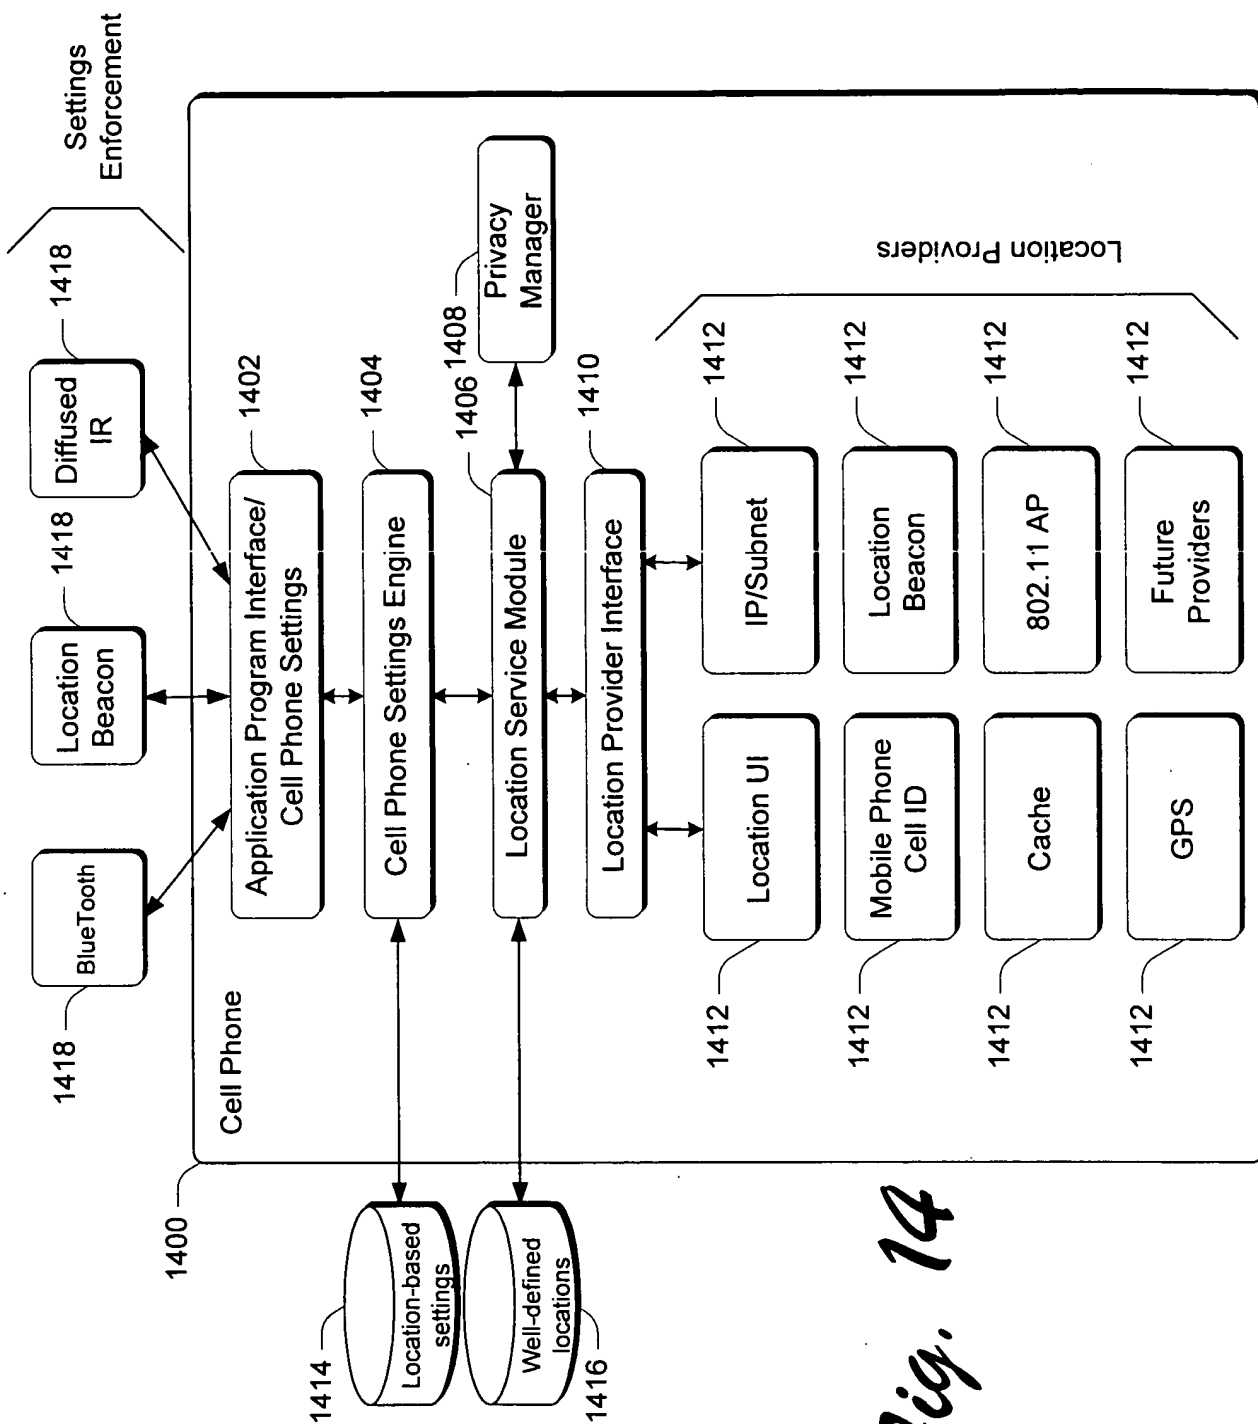 Settings
Enforcement
1418
1418
1418
BlueTooth
Location
Beacon
Diffused
IR
1400
Cell Phone
1402
Application Program Interface/
Cell Phone Settings
1404
Cell Phone Settings Engine
1414
Location-based
settings
1406
Location Service Module
1408
Privacy
Manager
1416
Well-defined
locations
1410
Location Provider Interface
Location Providers
1412
Location UI
IP/Subnet
1412
1412
Mobile Phone
Cell ID
Location
Beacon
1412
1412
Cache
802.11 AP
1412
1412
GPS
Future
Providers
1412
Fig. 14